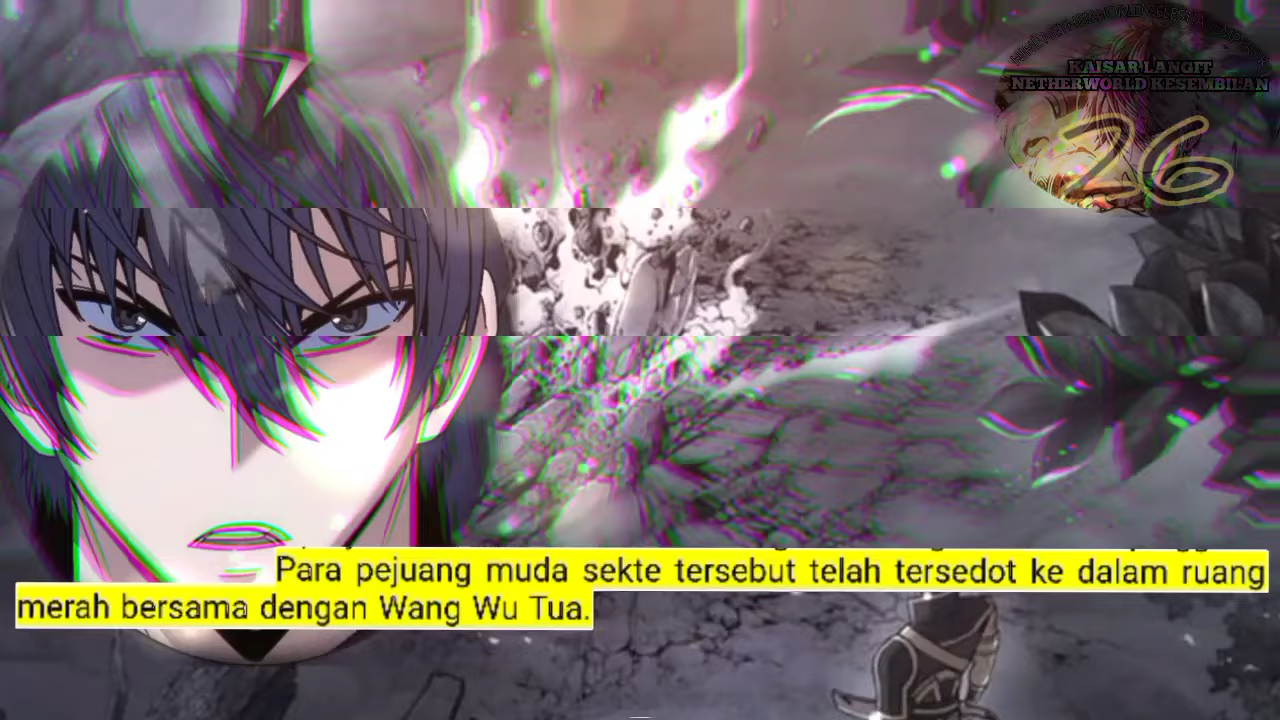 KAISAR LANGIT
NETHERWORLD KESEMBILAN
26
Para pejuang muda sekte tersebut telah tersedot ke dalam ruang
merah bersama dengan Wang Wu Tua.